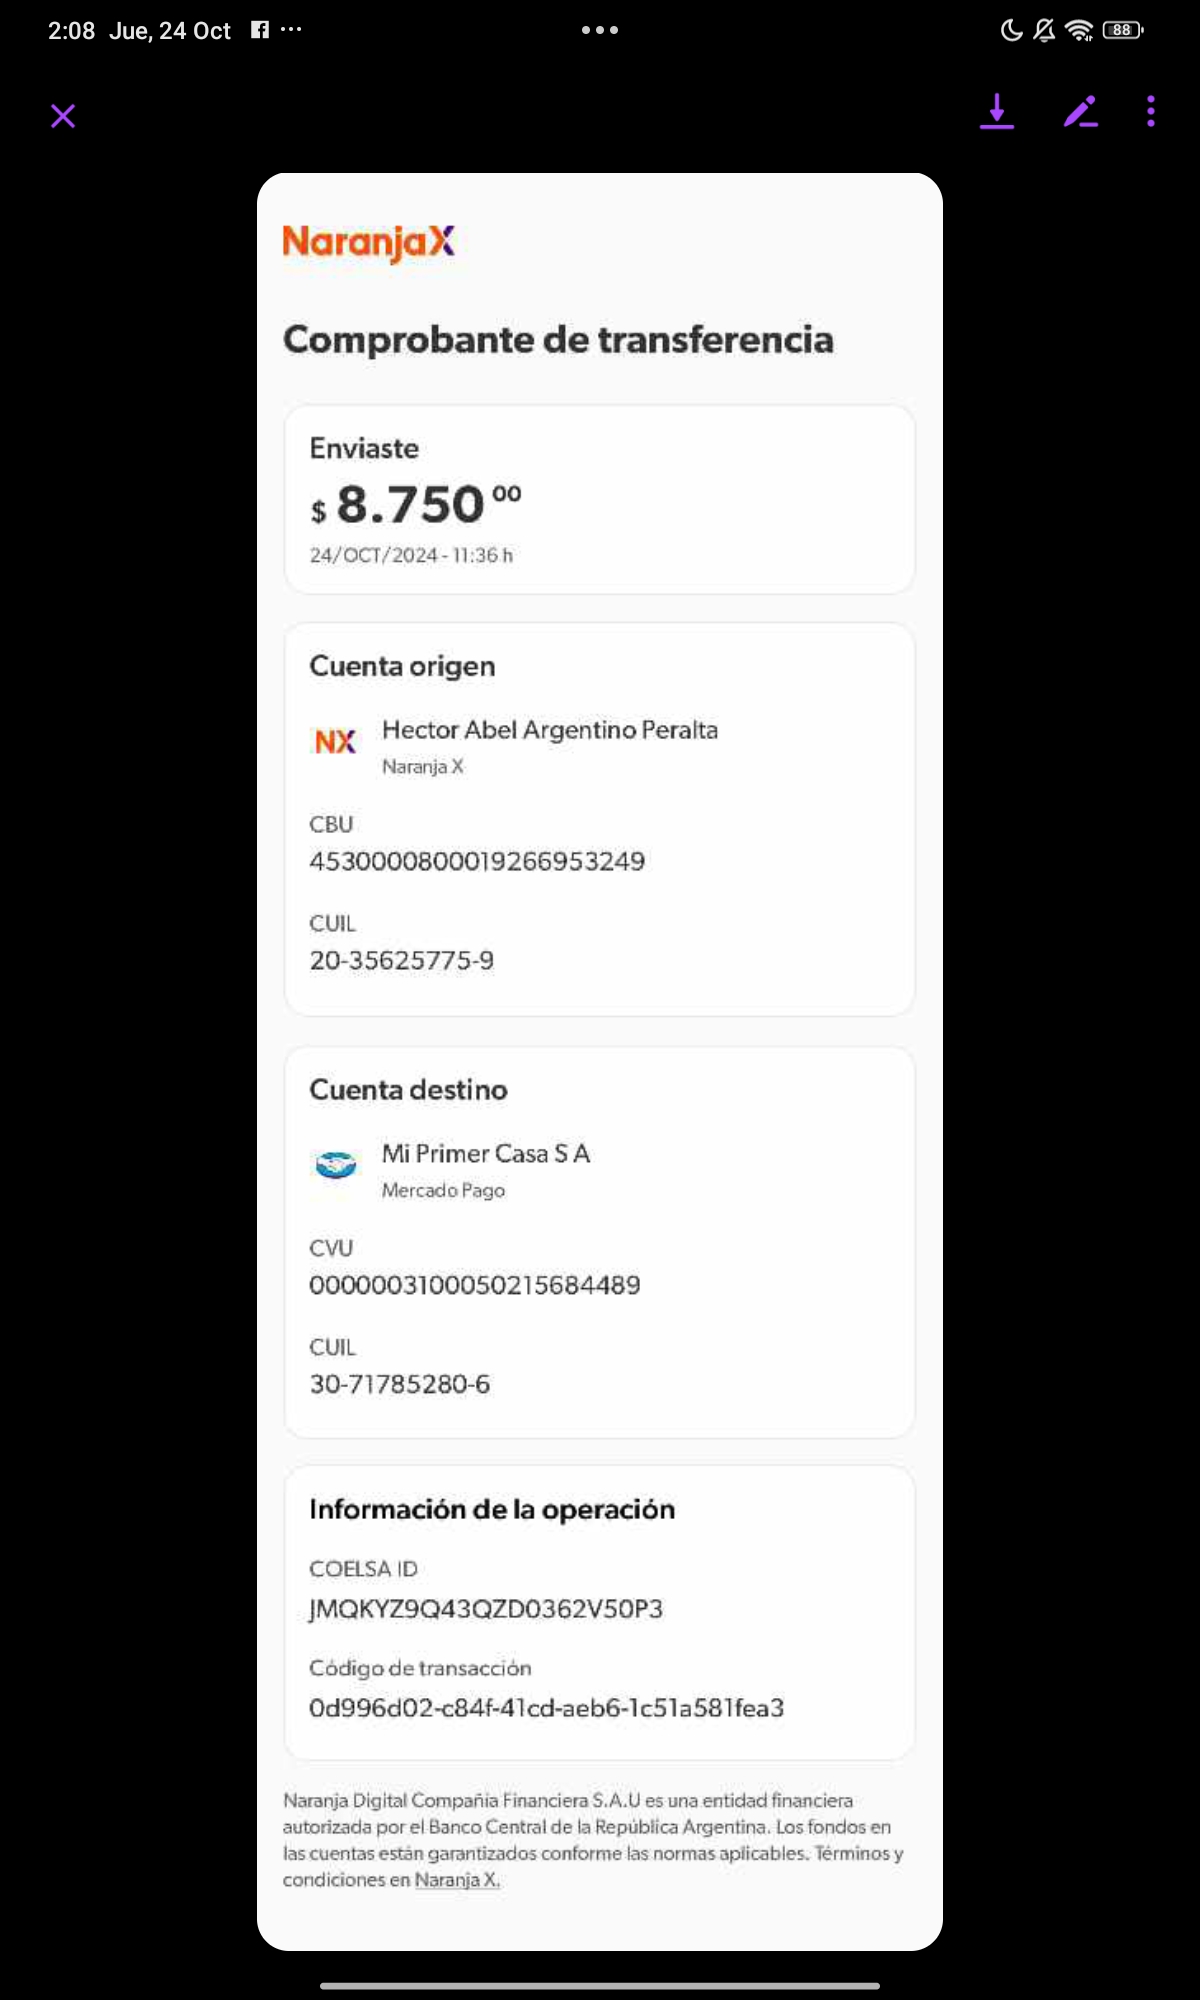 2:08 Jue, 24 Oct
88
NaranjaX
Comprobante de transferencia
Enviaste
$ 8.750 00
24/OCT/2024 - 11:36 h
Cuenta origen
NX Hector Abel Argentino Peralta
Naranja X
CBU
4530000800019266953249
CUIL
20-35625775-9
Cuenta destino
Mi Primer Casa S A
Mercado Pago
CVU
0000003100050215684489
CUIL
30-71785280-6
Información de la operación
COELSA ID
JMQKYZ9Q43QZD0362V50P3
Código de transacción
0d996d02-c84f-41cd-aeb6-1c51a581fea3
Naranja Digital Compañía Financiera S.A.U es una entidad financiera
autorizada por el Banco Central de la República Argentina. Los fondos en
las cuentas están garantizados conforme las normas aplicables. Términos y
condiciones en Naranja X.